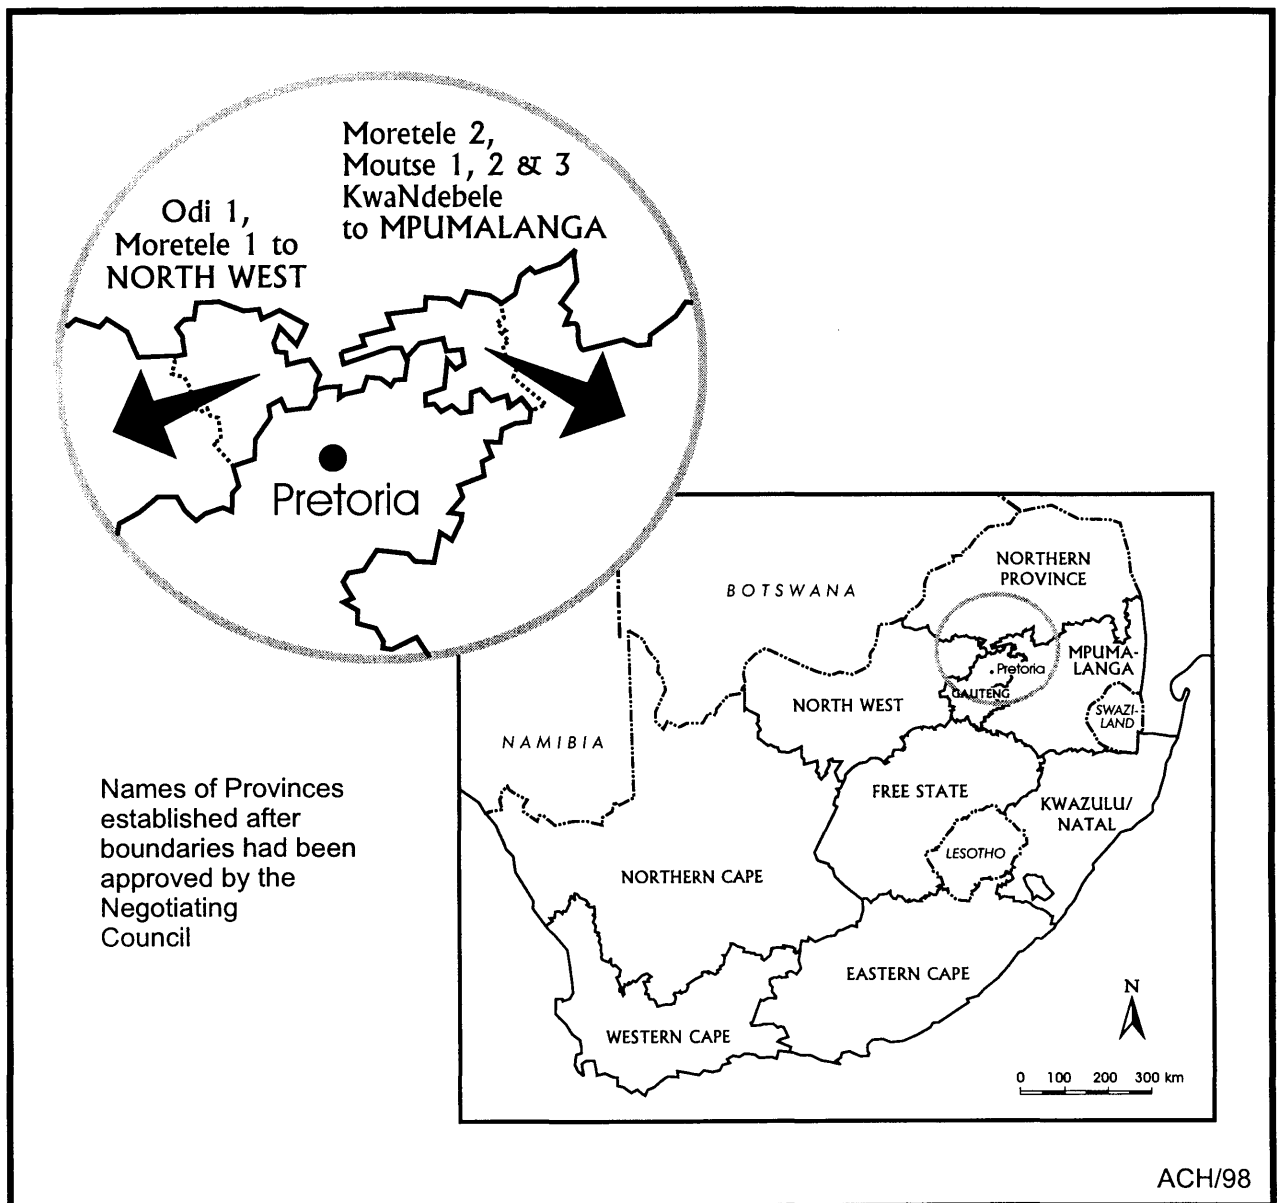 Moretele 2,
Moutse 1, 2 & 3
KwaNdebele
to MPUMALANGA
Odi 1,
Moretele 1 to
NORTH WEST
Pretoria
NORTHERN
PROVINCE
BOTSWANA
MPUMA-
LANGA
Pretoria
GAUTENG
NORTH WEST
SWAZI-
LAND
NAMIBIA
Names of Provinces
established after
boundaries had been
approved by the
Negotiating
Council
FREE STATE
KWAZULU/
NATAL
LESOTHO
NORTHERN CAPE
EASTERN CAPE
N
WESTERN CAPE
0 100 200 300 km
ACH/98